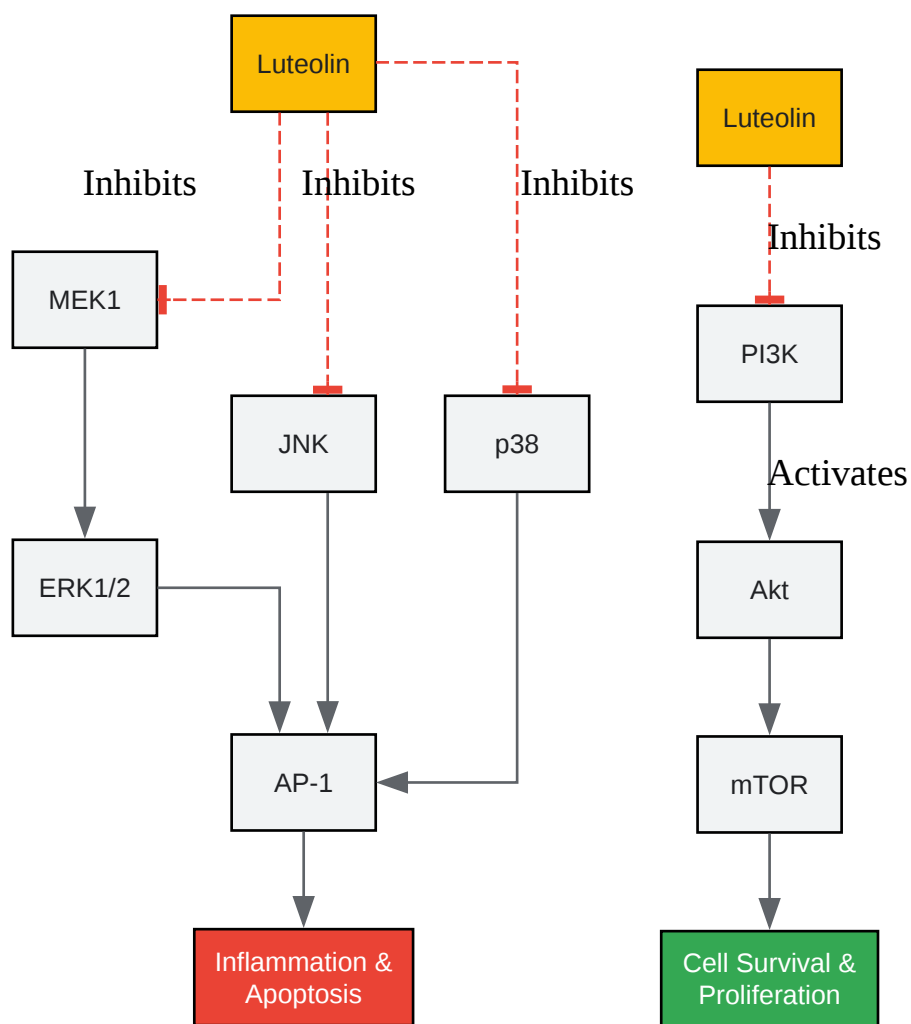 Luteolin
Luteolin
Inhibits
Inhibits
Inhibits
Inhibits
MEK1
PI3K
JNK
p38
Activates
ERK1/2
Akt
AP-1
mTOR
Inflammation &
Apoptosis
Cell Survival &
Proliferation